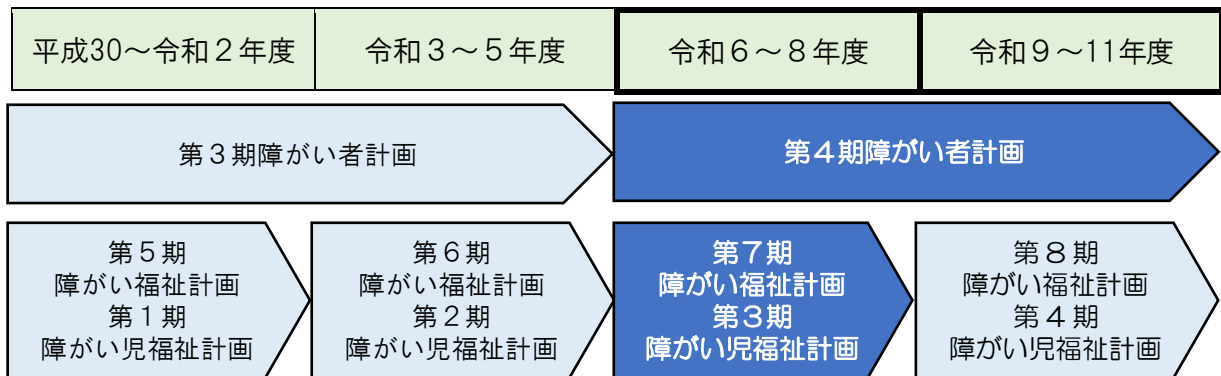 平成30～令和２年度
令和３～５年度
令和６～８年度
令和９～11年度
第３期障がい者計画
第４期障がい者計画
第５期
障がい福祉計画
第１期
障がい児福祉計画
第６期
障がい福祉計画
第２期
障がい児福祉計画
第７期
障がい福祉計画
第３期
障がい児福祉計画
第８期
障がい福祉計画
第４期
障がい児福祉計画